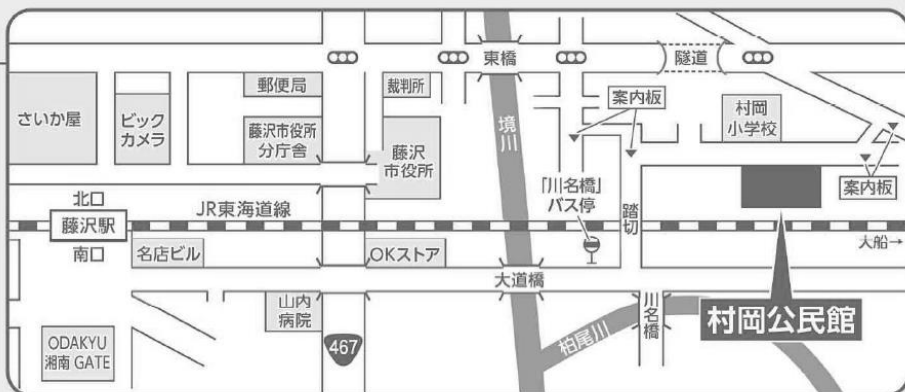 東橋
隧道
郵便局
裁判所
案内板
村岡
小学校
さいか屋
ビック
カメラ
藤沢市役所
分庁舎
藤沢
市役所
境川
「川名橋」
バス停
踏切
案内板
北口
JR東海道線
藤沢駅
南口
名店ビル
OKストア
大船→
大道橋
山内
病院
467
川名橋
村岡公民館
柏尾川
ODAKYU
湘南 GATE